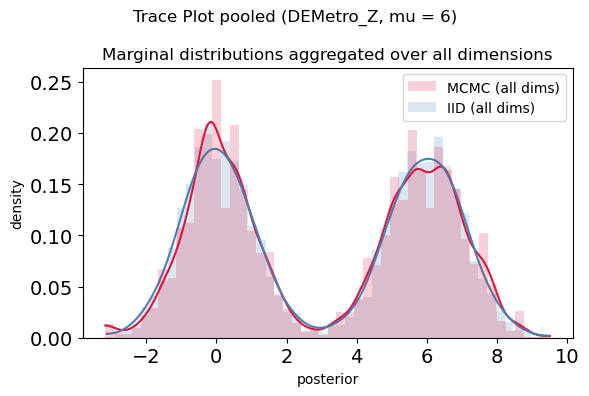 Trace Plot pooled (DEMetro_Z, mu = 6)
Marginal distributions aggregated over all dimensions
MCMC (all dims)
IID (all dims)
density
0.25
0.20
0.15
0.10
0.05
0.00
−2 0 2 4 6 8 10
posterior